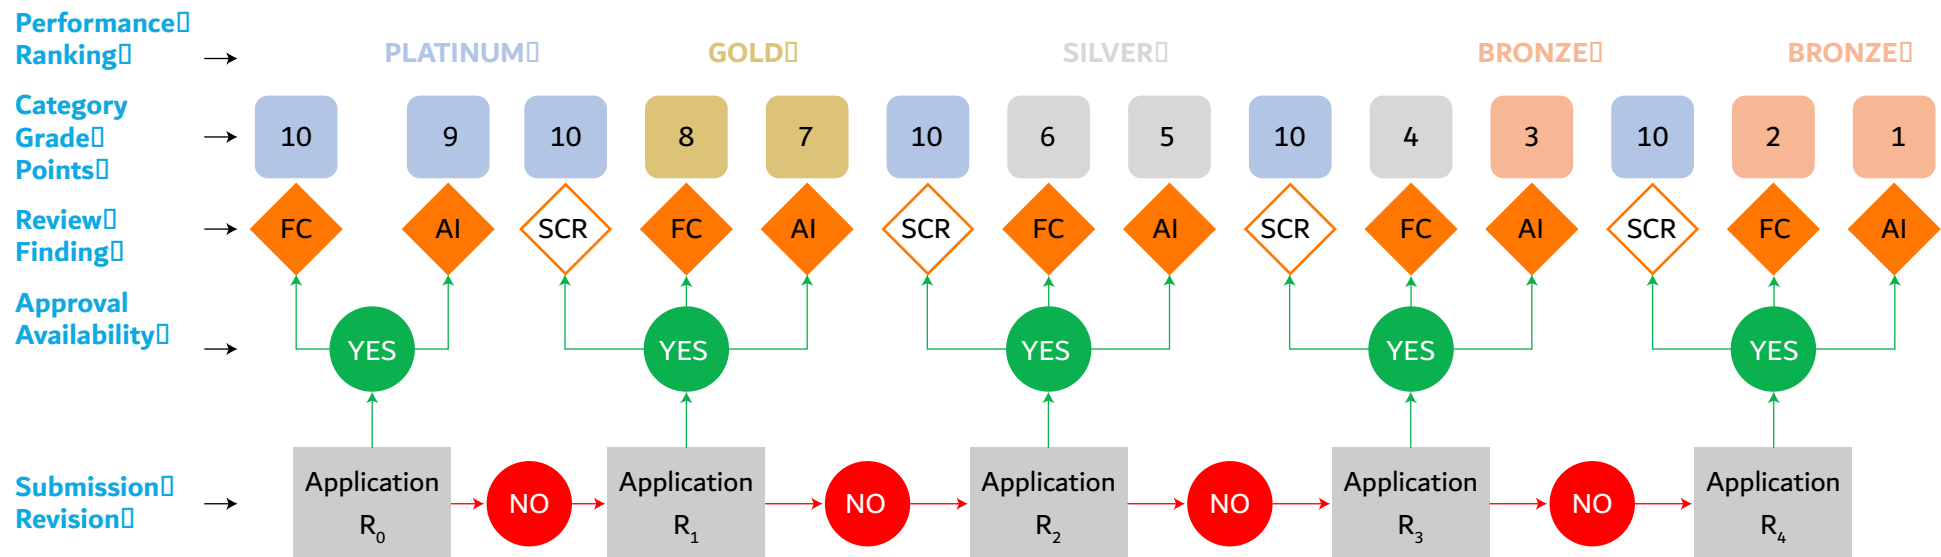 Performance
Ranking
PLATINUM
GOLD
SILVER
BRONZE
BRONZE
Category
Grade
Points
10
9
10
8
7
10
6
5
10
4
3
10
2
1
Review
Finding
FC
AI
SCR
FC
AI
SCR
FC
AI
SCR
FC
AI
SCR
FC
AI
Approval
Availability
YES
YES
YES
YES
YES
Submission
Revision
Application
R₀
NO
Application
R₁
NO
Application
R₂
NO
Application
R₃
NO
Application
R₄